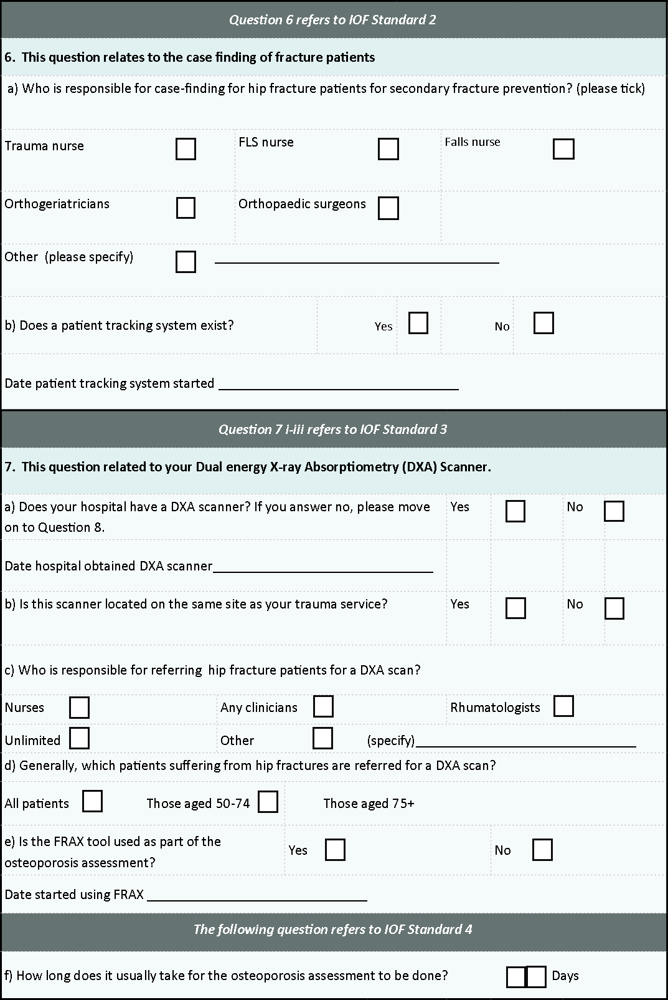 Question 6 refers to IOF Standard 2
6. This question relates to the case finding of fracture patients
a) Who is responsible for case-finding for hip fracture patients for secondary fracture prevention? (please tick)
Trauma nurse FLS nurse Falls nurse
Orthogeriatricians Orthopaedic surgeons
Other (please specify)
b) Does a patient tracking system exist? Yes No
Date patient tracking system started
Question 7 i-iii refers to IOF Standard 3
7. This question related to your Dual energy X-ray Absorptiometry (DXA) Scanner.
a) Does your hospital have a DXA scanner? If you answer no, please move Yes No
on to Question 8.
Date hospital obtained DXA scanner
b) Is this scanner located on the same site as your trauma service? Yes No
c) Who is responsible for referring hip fracture patients for a DXA scan?
Nurses Any clinicians Rhumatologists
Unlimited Other (specify)
d) Generally, which patients suffering from hip fractures are referred for a DXA scan?
All patients Those aged 50-74 Those aged 75+
e) Is the FRAX tool used as part of the
osteoporosis assessment? Yes No
Date started using FRAX
The following question refers to IOF Standard 4
f) How long does it usually take for the osteoporosis assessment to be done? Days